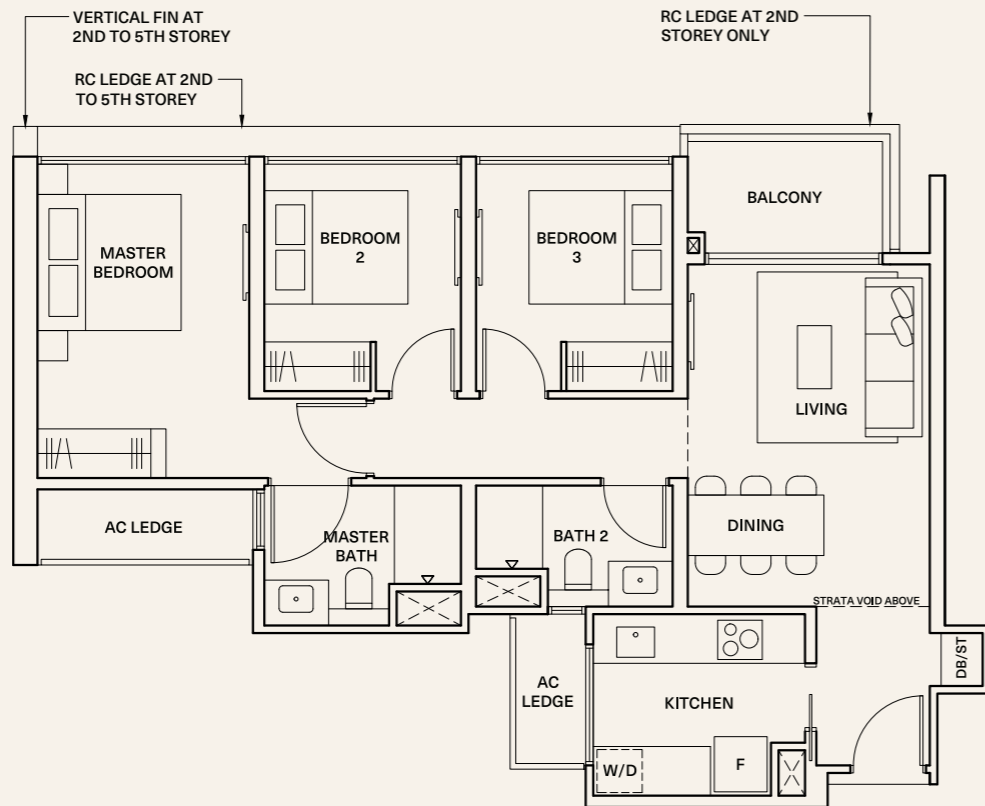 VERTICAL FIN AT
2ND TO 5TH STOREY
RC LEDGE AT 2ND
STOREY ONLY
RC LEDGE AT 2ND
TO 5TH STOREY
BALCONY
MASTER
BEDROOM
BEDROOM
2
BEDROOM
3
LIVING
AC LEDGE
MASTER
BATH
BATH 2
DINING
STRATA VOID ABOVE
DB/ST
AC
LEDGE
KITCHEN
W/D
F